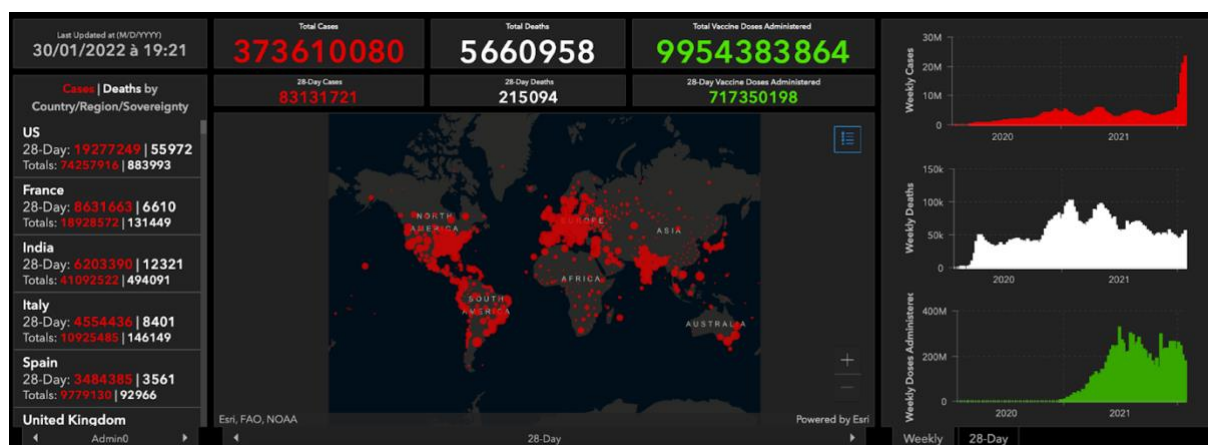 Last Updated at (M/D/YYYY)
30/01/2022 à 19:21
Cases | Deaths by
Country/Region/Sovereignty
US
28-Day: 19277249 | 55972
Totals: 74257916 | 883993
France
28-Day: 8631663 | 6610
Totals: 18928572 | 131449
India
28-Day: 6203390 | 12321
Totals: 41092522 | 494091
Italy
28-Day: 4554436 | 8401
Totals: 10925485 | 146149
Spain
28-Day: 3484385 | 3561
Totals: 9779130 | 92966
United Kingdom
Admin0
Total Cases
373610080
Total Deaths
5660958
Total Vaccine Doses Administered
9954383864
28-Day Cases
83131721
28-Day Deaths
215094
28-Day Vaccine Doses Administered
717350198
NORTH
AMERICA
EUROPE
ASIA
AFRICA
SOUTH
AMERICA
AUSTRALIA
Esri, FAO, NOAA
Powered by Esri
28-Day
Weekly Cases
30M
20M
10M
0
2020
2021
Weekly Deaths
150k
100k
50k
0
2020
2021
Weekly Doses Administered
400M
200M
0
2020
2021
Weekly
28-Day